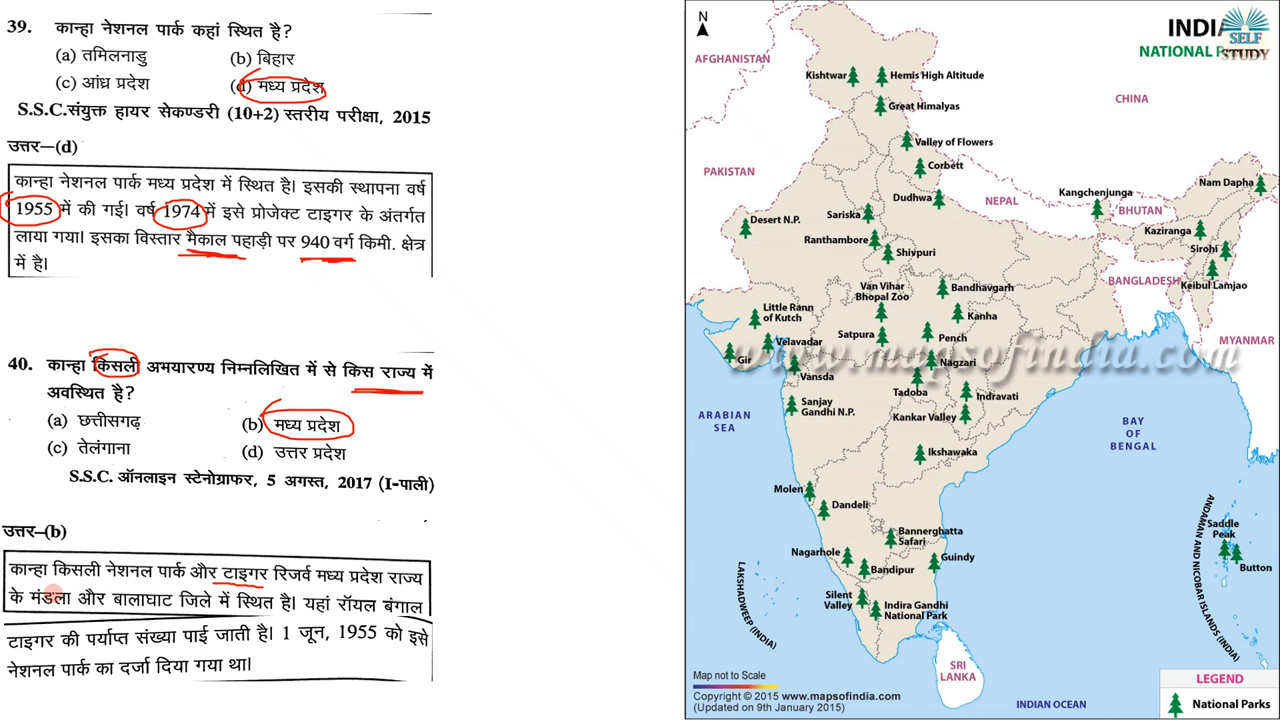 39. कान्हा नेशनल पार्क कहां स्थित है?
(a) तमिलनाडु (b) बिहार
(c) आंध्र प्रदेश (d) मध्य प्रदेश
S.S.C.संयुक्त हायर सेकण्डरी (10+2) स्तरीय परीक्षा, 2015
उत्तर—(d)
कान्हा नेशनल पार्क मध्य प्रदेश में स्थित है। इसकी स्थापना वर्ष
1955 में की गई। वर्ष 1974 में इसे प्रोजेक्ट टाइगर के अंतर्गत
लाया गया। इसका विस्तार मैकाल पहाड़ी पर 940 वर्ग किमी. क्षेत्र
में है।
40. कान्हा किसली अभयारण्य निम्नलिखित में से किस राज्य में
अवस्थित है?
(a) छत्तीसगढ़ (b) मध्य प्रदेश
(c) तेलंगाना (d) उत्तर प्रदेश
S.S.C. ऑनलाइन स्टेनोग्राफर, 5 अगस्त, 2017 (I-पाली)
उत्तर—(b)
कान्हा किसली नेशनल पार्क और टाइगर रिजर्व मध्य प्रदेश राज्य
के मंडला और बालाघाट जिले में स्थित है। यहां रॉयल बंगाल
टाइगर की पर्याप्त संख्या पाई जाती है। 1 जून, 1955 को इसे
नेशनल पार्क का दर्जा दिया गया था।
N
INDIA
NATIONAL
SELF
STUDY
AFGHANISTAN
Kishtwar
Hemis High Altitude
CHINA
Great Himalyas
Valley of Flowers
Corbett
PAKISTAN
Nam Dapha
Kangchenjunga
Dudhwa
NEPAL
BHUTAN
Desert N.P.
Sariska
Kaziranga
Ranthambore
Shivpuri
Sirohi
BANGLADESH
Keibul Lamjao
Van Vihar
Bhopal Zoo
Bandhavgarh
Little Rann
of Kutch
Kanha
Satpura
Pench
Velavadar
MYANMAR
Gir
www.mapsofindia.com
Nagzari
Vansda
Tadoba
Indravati
Sanjay
Gandhi N.P.
Kankar Valley
ARABIAN
SEA
BAY
OF
BENGAL
Ikshawaka
Molen
Dandeli
Bannerghatta
Safari
Nagarhole
Guindy
Bandipur
Silent
Valley
Indira Gandhi
National Park
LAKSHADWEEP (INDIA)
ANDAMAN AND NICOBAR ISLANDS (INDIA)
Saddle
Peak
Button
SRI
LANKA
INDIAN OCEAN
Map not to Scale
Copyright © 2015 www.mapsofindia.com
(Updated on 9th January 2015)
LEGEND
National Parks